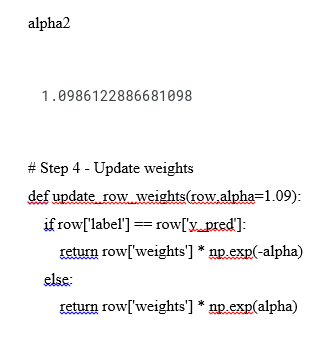 alpha2
1.0986122886681098
# Step 4 - Update weights
def update_row_weights(row,alpha=1.09):
if row['label'] == row['y_pred']:
return row['weights'] * np.exp(-alpha)
else:
return row['weights'] * np.exp(alpha)